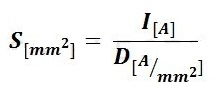 S[mm²] = I[A] / D[A/mm²]